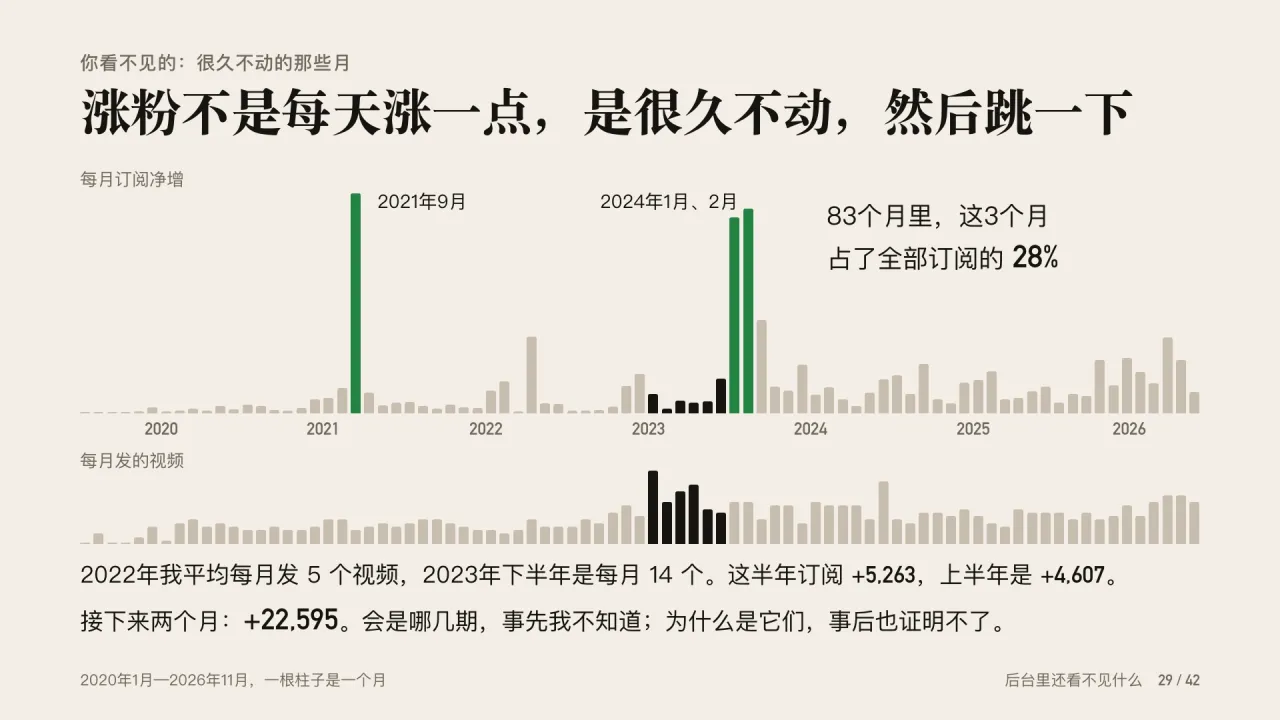 你看不见的：很久不动的那些月
涨粉不是每天涨一点，是很久不动，然后跳一下
每月订阅净增
2021年9月
2024年1月、2月
83个月里，这3个月
占了全部订阅的 28%
2020 2021 2022 2023 2024 2025 2026
每月发的视频
2022年我平均每月发 5 个视频，2023年下半年是每月 14 个。这半年订阅 +5,263，上半年是 +4,607。
接下来两个月：+22,595。会是哪几期，事先我不知道；为什么是它们，事后也证明不了。
2020年1月—2026年11月，一根柱子是一个月
后台里还看不见什么 29 / 42